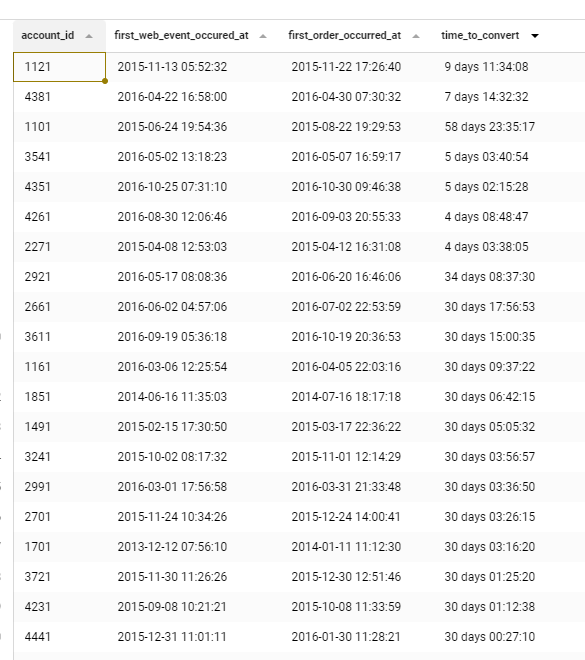 account_id first_web_event_occured_at first_order_occurred_at time_to_convert
1121 2015-11-13 05:52:32 2015-11-22 17:26:40 9 days 11:34:08
4381 2016-04-22 16:58:00 2016-04-30 07:30:32 7 days 14:32:32
1101 2015-06-24 19:54:36 2015-08-22 19:29:53 58 days 23:35:17
3541 2016-05-02 13:18:23 2016-05-07 16:59:17 5 days 03:40:54
4351 2016-10-25 07:31:10 2016-10-30 09:46:38 5 days 02:15:28
4261 2016-08-30 12:06:46 2016-09-03 20:55:33 4 days 08:48:47
2271 2015-04-08 12:53:03 2015-04-12 16:31:08 4 days 03:38:05
2921 2016-05-17 08:08:36 2016-06-20 16:46:06 34 days 08:37:30
2661 2016-06-02 04:57:06 2016-07-02 22:53:59 30 days 17:56:53
3611 2016-09-19 05:36:18 2016-10-19 20:36:53 30 days 15:00:35
1161 2016-03-06 12:25:54 2016-04-05 22:03:16 30 days 09:37:22
1851 2014-06-16 11:35:03 2014-07-16 18:17:18 30 days 06:42:15
1491 2015-02-15 17:30:50 2015-03-17 22:36:22 30 days 05:05:32
3241 2015-10-02 08:17:32 2015-11-01 12:14:29 30 days 03:56:57
2991 2016-03-01 17:56:58 2016-03-31 21:33:48 30 days 03:36:50
2701 2015-11-24 10:34:26 2015-12-24 14:00:41 30 days 03:26:15
1701 2013-12-12 07:56:10 2014-01-11 11:12:30 30 days 03:16:20
3721 2015-11-30 11:26:26 2015-12-30 12:51:46 30 days 01:25:20
4231 2015-09-08 10:21:21 2015-10-08 11:33:59 30 days 01:12:38
4441 2015-12-31 11:01:11 2016-01-30 11:28:21 30 days 00:27:10